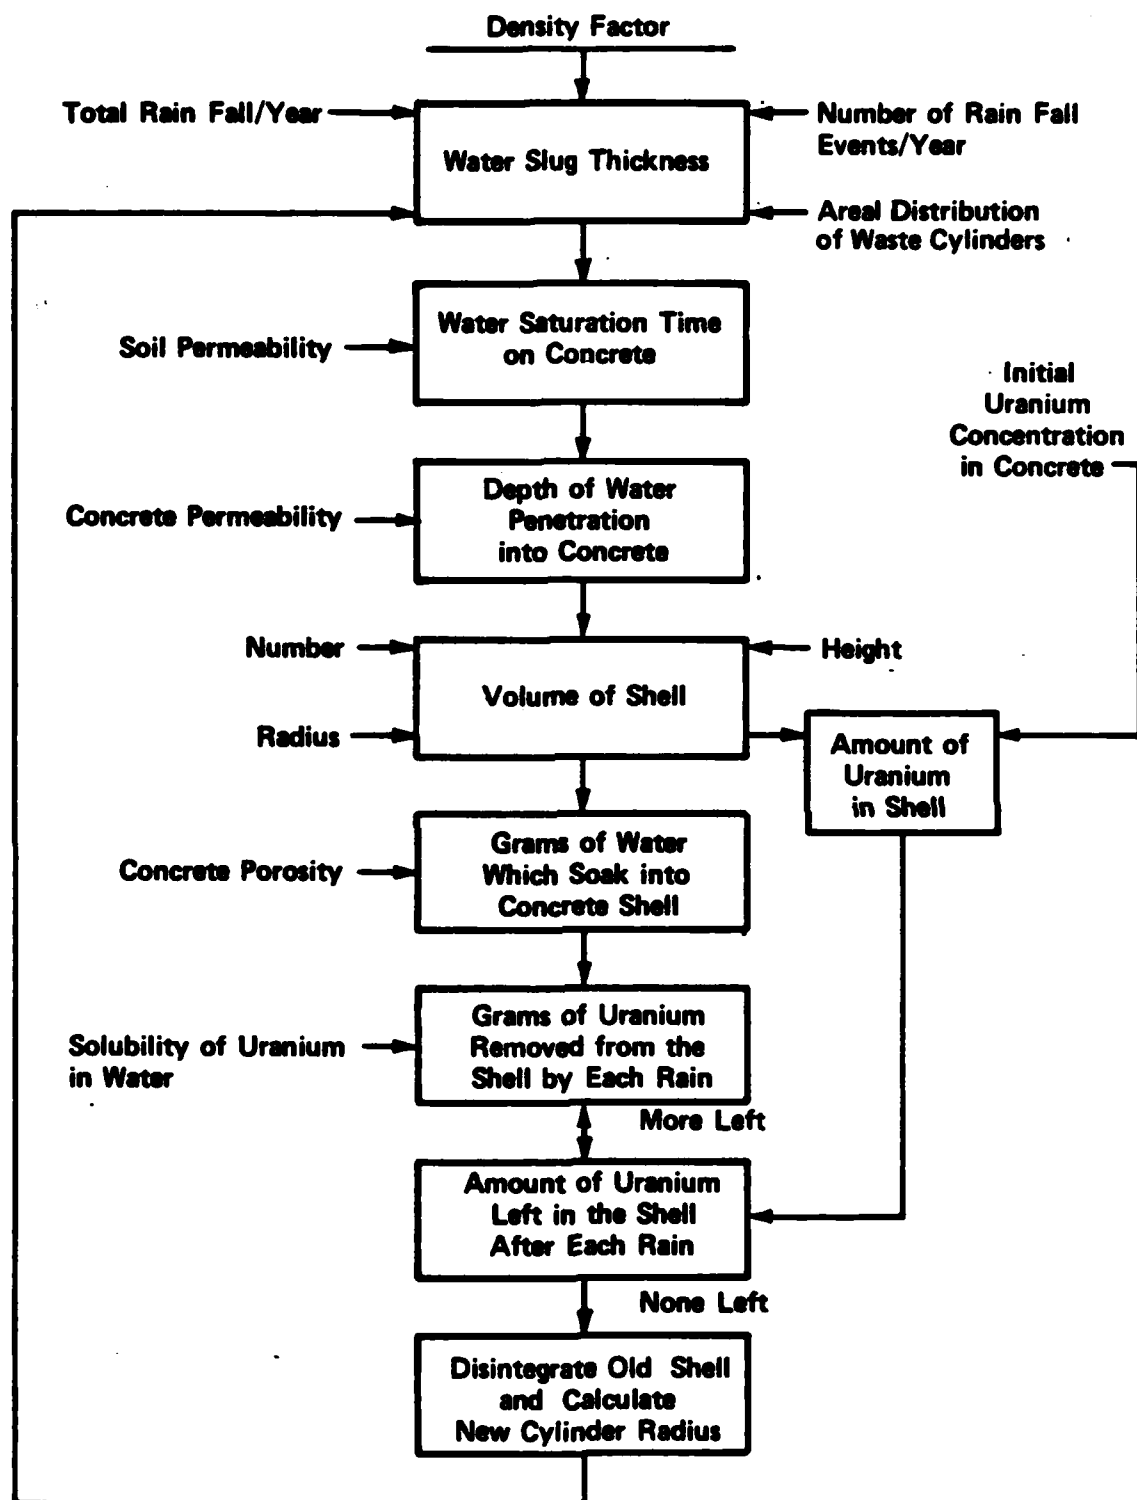 Density Factor
Total Rain Fall/Year
Number of Rain Fall
Events/Year
Water Slug Thickness
Areal Distribution
of Waste Cylinders
Water Saturation Time
on Concrete
Soil Permeability
Initial
Uranium
Concentration
in Concrete
Depth of Water
Penetration
into Concrete
Concrete Permeability
Number
Height
Volume of Shell
Radius
Amount of
Uranium
in Shell
Grams of Water
Which Soak into
Concrete Shell
Concrete Porosity
Grams of Uranium
Removed from the
Shell by Each Rain
Solubility of Uranium
in Water
More Left
Amount of Uranium
Left in the Shell
After Each Rain
None Left
Disintegrate Old Shell
and Calculate
New Cylinder Radius